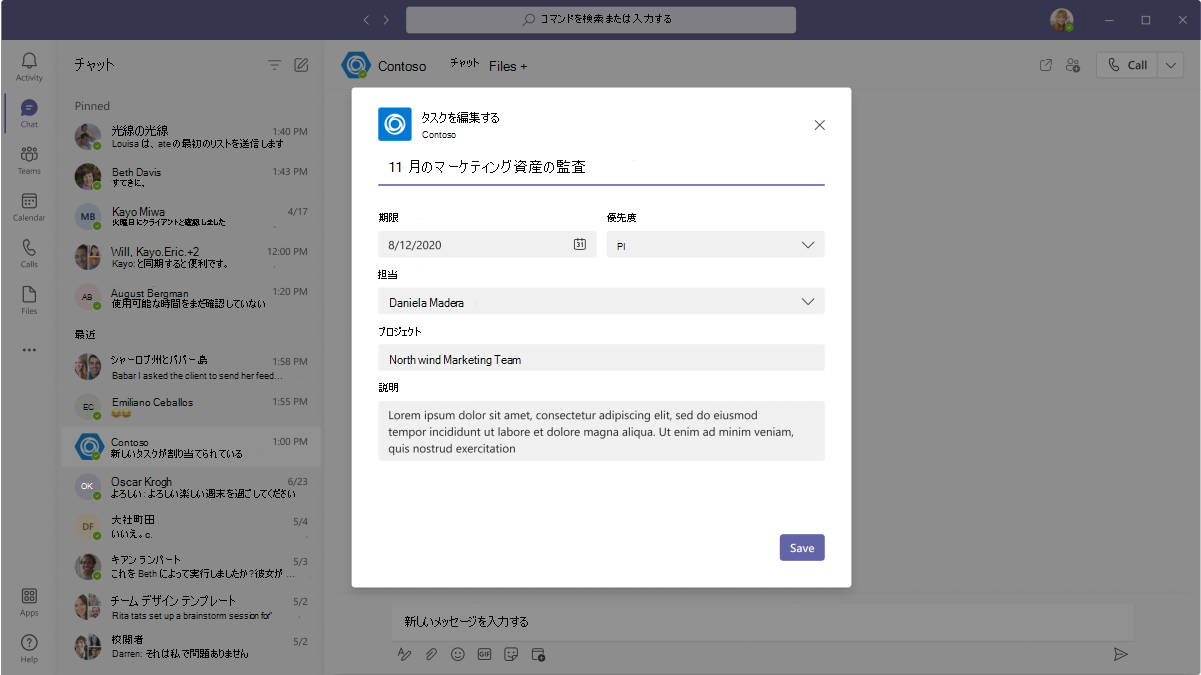 コマンドを検索または入力する
Activity
Chat
Teams
Calendar
Calls
Files
Apps
Help
チャット
Pinned
光線の光線 1:40 PM
Louisa は、ate の最初のリストを送信します
Beth Davis 1:43 PM
すてきに、
Kayo Miwa 4/17
火曜日にクライアントと確認しました
Will, Kayo.Eric.+2 12:00 PM
Kayo: と同期すると便利です。
AB
August Bergman 1:20 PM
使用可能な時間をまだ確認していない
MB
最近
シャーロブ州とパパー島 1:58 PM
Babar I asked the client to send her feed...
EC
Emiliano Ceballos 1:55 PM
Contoso 1:00 PM
新しいタスクが割り当てられている
OK
Oscar Krogh 6/23
よろしい: よろしい楽しい週末を過ごしてください
DF
大社町田 5/4
いいえ。c.
キアン ランパート 5/3
これを Beth によって実行しましたか?彼女が ...
チーム デザイン テンプレート 5/2
Rita tats set up a brainstorm session for"
校閲者 5/2
Darren: それは私で問題ありません
Contoso チャット Files +
Call
タスクを編集する
Contoso
11 月のマーケティング資産の監査
期限 優先度
8/12/2020 31 PI
担当
Daniela Madera
プロジェクト
North wind Marketing Team
説明
Lorem ipsum dolor sit amet, consectetur adipiscing elit, sed do eiusmod
tempor incididunt ut labore et dolore magna aliqua. Ut enim ad minim veniam,
quis nostrud exercitation
Save
新しいメッセージを入力する
GIF